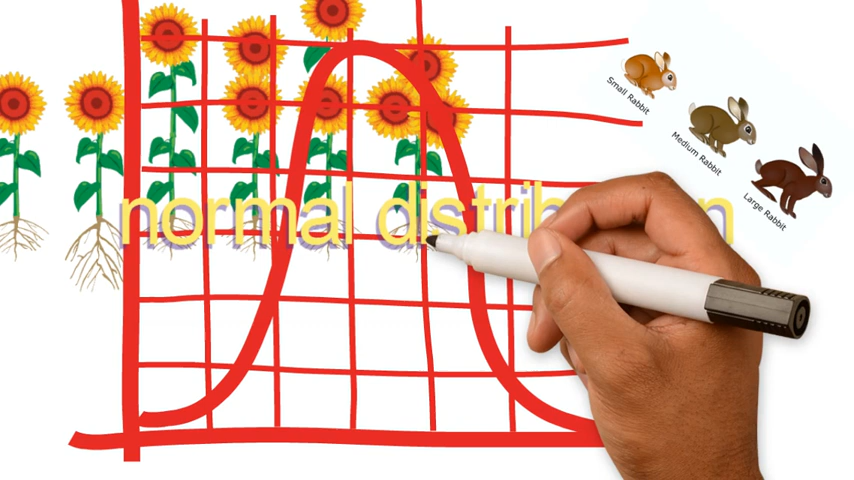 Small Rabbit
Medium Rabbit
Large Rabbit
normal distrib n